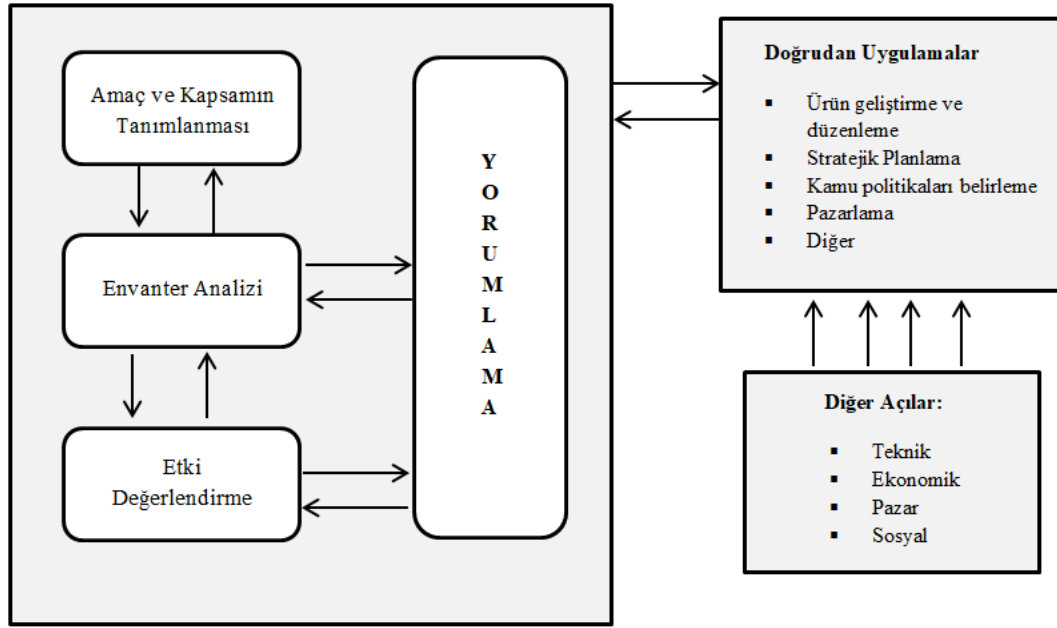 Amaç ve Kapsamın
Tanımlanması
Envanter Analizi
Etki
Değerlendirme
Y
O
R
U
M
L
A
M
A
Doğrudan Uygulamalar
▪ Ürün geliştirme ve
düzenleme
▪ Stratejik Planlama
▪ Kamu politikaları belirleme
▪ Pazarlama
▪ Diğer
Diğer Açılar:
▪ Teknik
▪ Ekonomik
▪ Pazar
▪ Sosyal